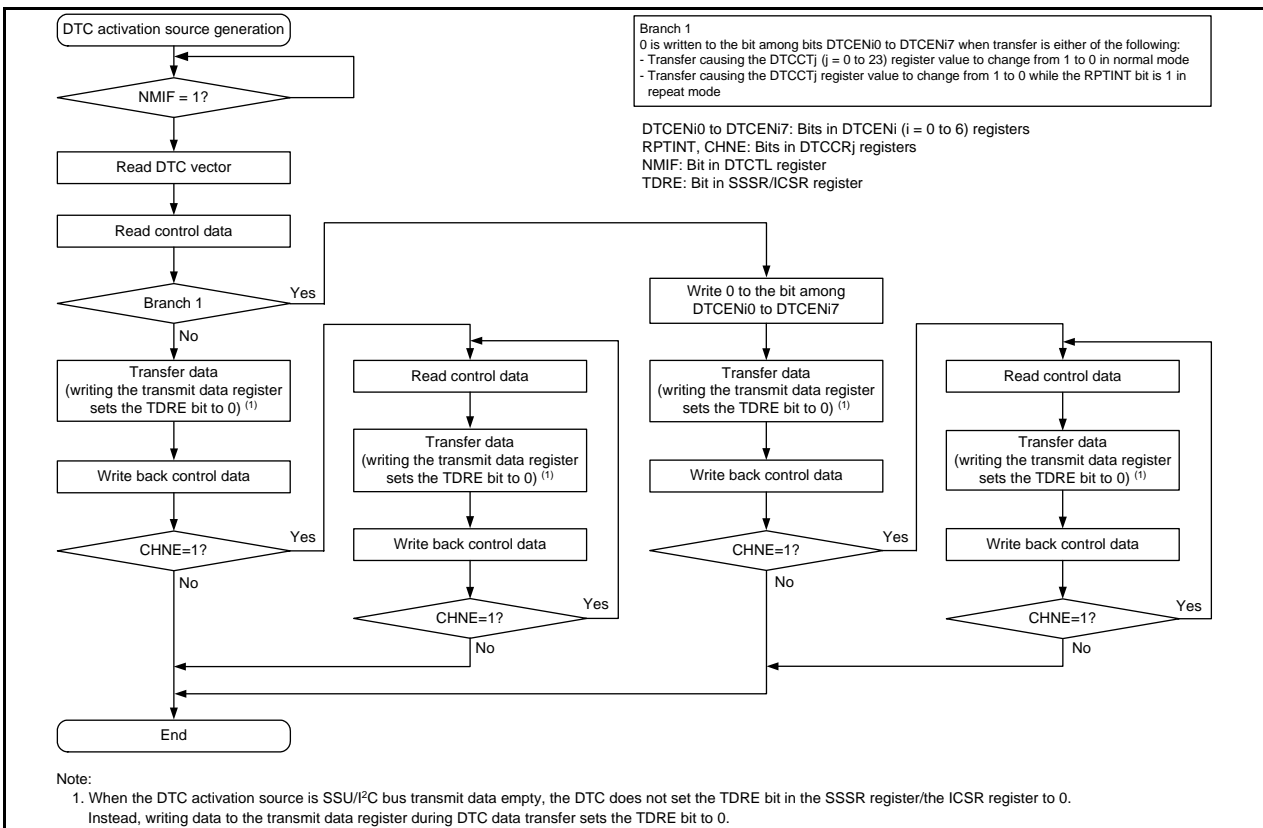 DTC activation source generation
NMIF = 1?
Read DTC vector
Read control data
Branch 1
Yes
No
Transfer data
(writing the transmit data register
sets the TDRE bit to 0) (1)
Write back control data
CHNE=1?
Yes
No
Read control data
Transfer data
(writing the transmit data register
sets the TDRE bit to 0) (1)
Write back control data
CHNE=1?
Yes
No
Branch 1
0 is written to the bit among bits DTCENi0 to DTCENi7 when transfer is either of the following:
- Transfer causing the DTCCTj (j = 0 to 23) register value to change from 1 to 0 in normal mode
- Transfer causing the DTCCTj register value to change from 1 to 0 while the RPTINT bit is 1 in
repeat mode
DTCENi0 to DTCENi7: Bits in DTCENi (i = 0 to 6) registers
RPTINT, CHNE: Bits in DTCCRj registers
NMIF: Bit in DTCTL register
TDRE: Bit in SSSR/ICSR register
Write 0 to the bit among
DTCENi0 to DTCENi7
Transfer data
(writing the transmit data register
sets the TDRE bit to 0) (1)
Write back control data
CHNE=1?
Yes
No
Read control data
Transfer data
(writing the transmit data register
sets the TDRE bit to 0) (1)
Write back control data
CHNE=1?
Yes
No
End
Note:
1. When the DTC activation source is SSU/I²C bus transmit data empty, the DTC does not set the TDRE bit in the SSSR register/the ICSR register to 0.
Instead, writing data to the transmit data register during DTC data transfer sets the TDRE bit to 0.